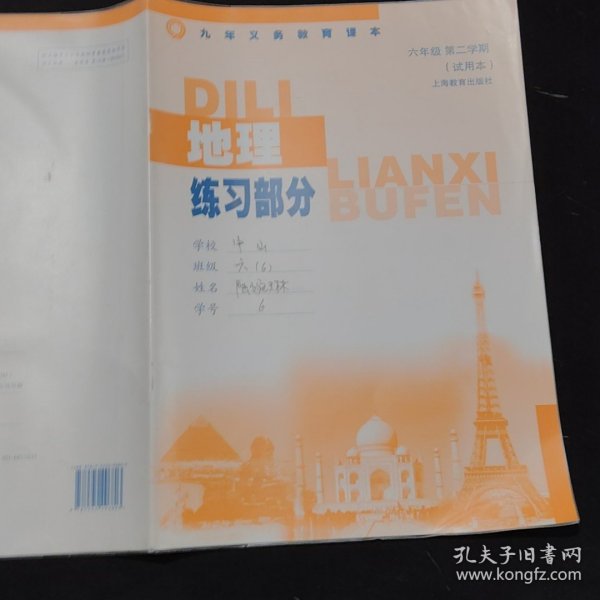 九年义务教育课本
六年级 第二学期
(试用本)
上海教育出版社
DILI
地理
LIANXI
练习部分
BUFEN
学校 中山
班级 六(6)
姓名
学号 6
孔夫子旧书网
www.kongfz.com